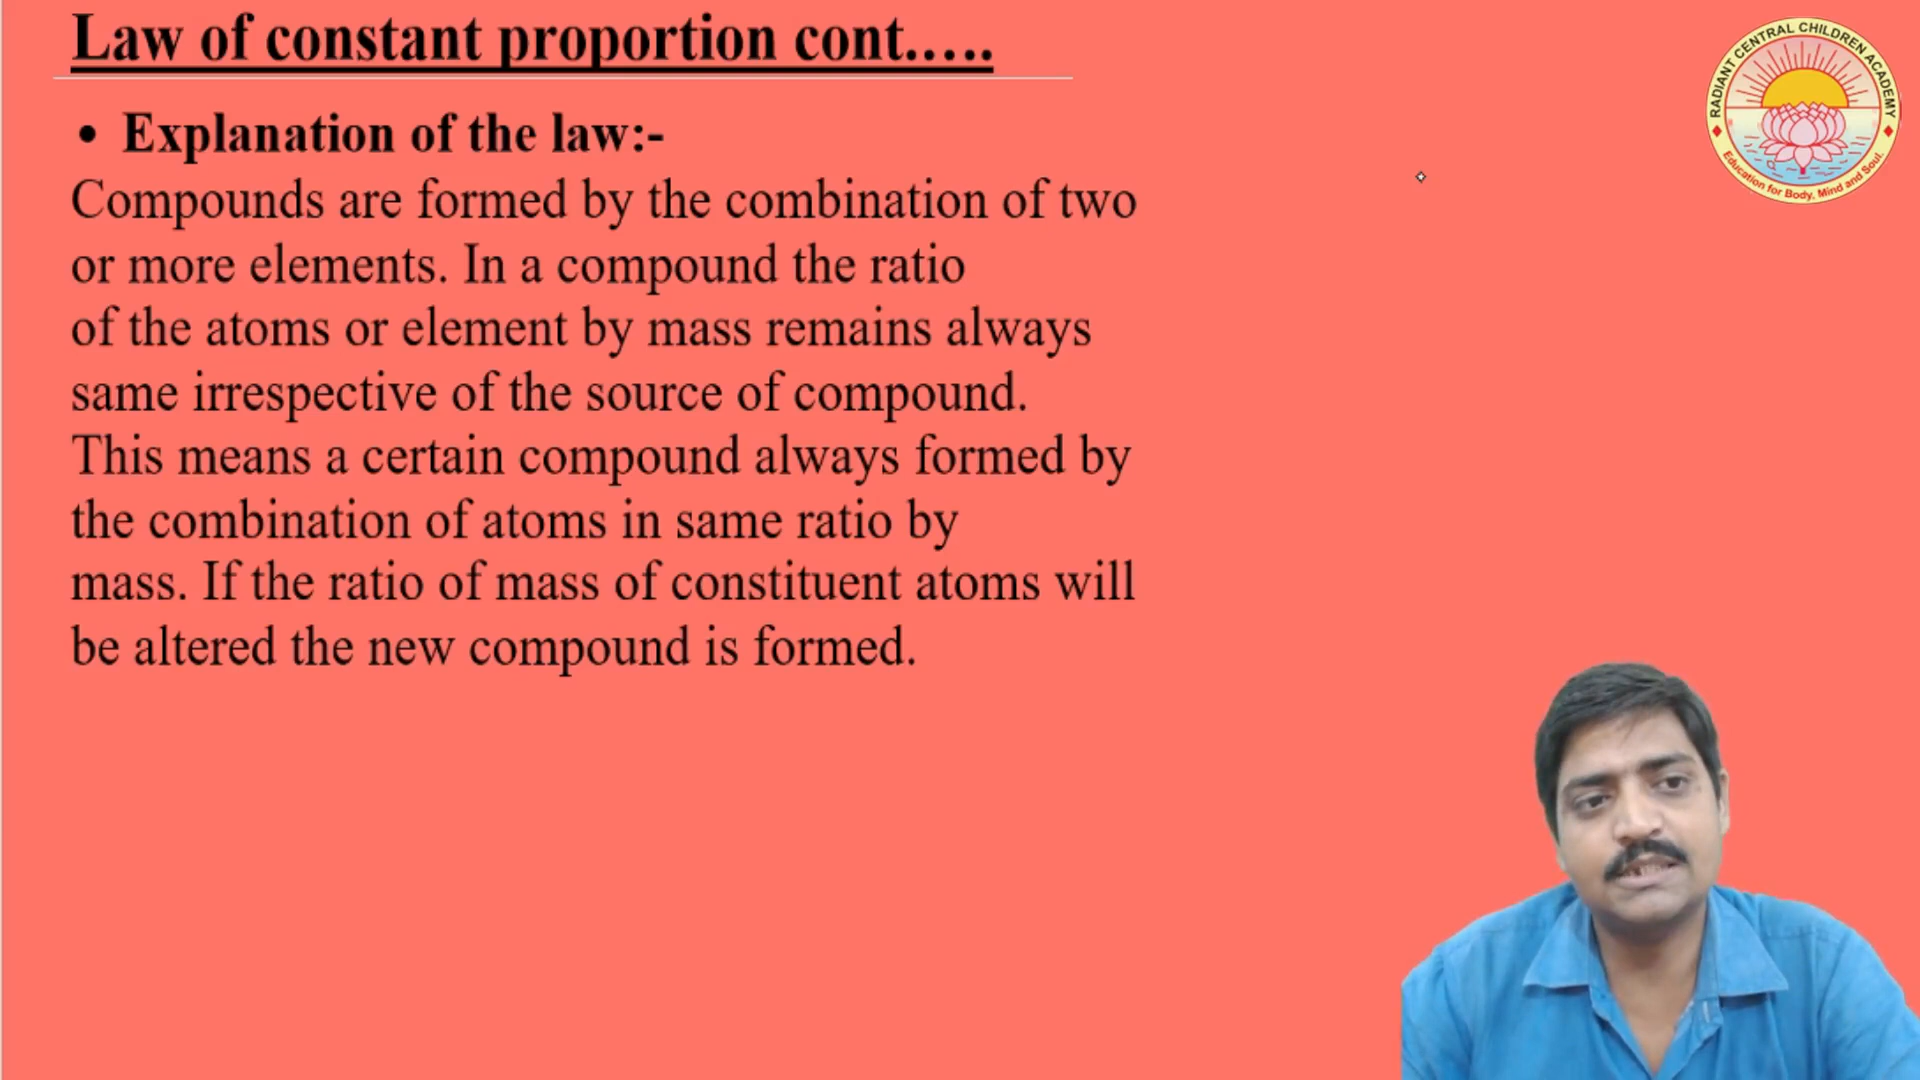 Law of constant proportion cont.....
• Explanation of the law:-
Compounds are formed by the combination of two
or more elements. In a compound the ratio
of the atoms or element by mass remains always
same irrespective of the source of compound.
This means a certain compound always formed by
the combination of atoms in same ratio by
mass. If the ratio of mass of constituent atoms will
be altered the new compound is formed.
RADIANT CENTRAL CHILDREN ACADEMY
Education for Body, Mind and Soul.